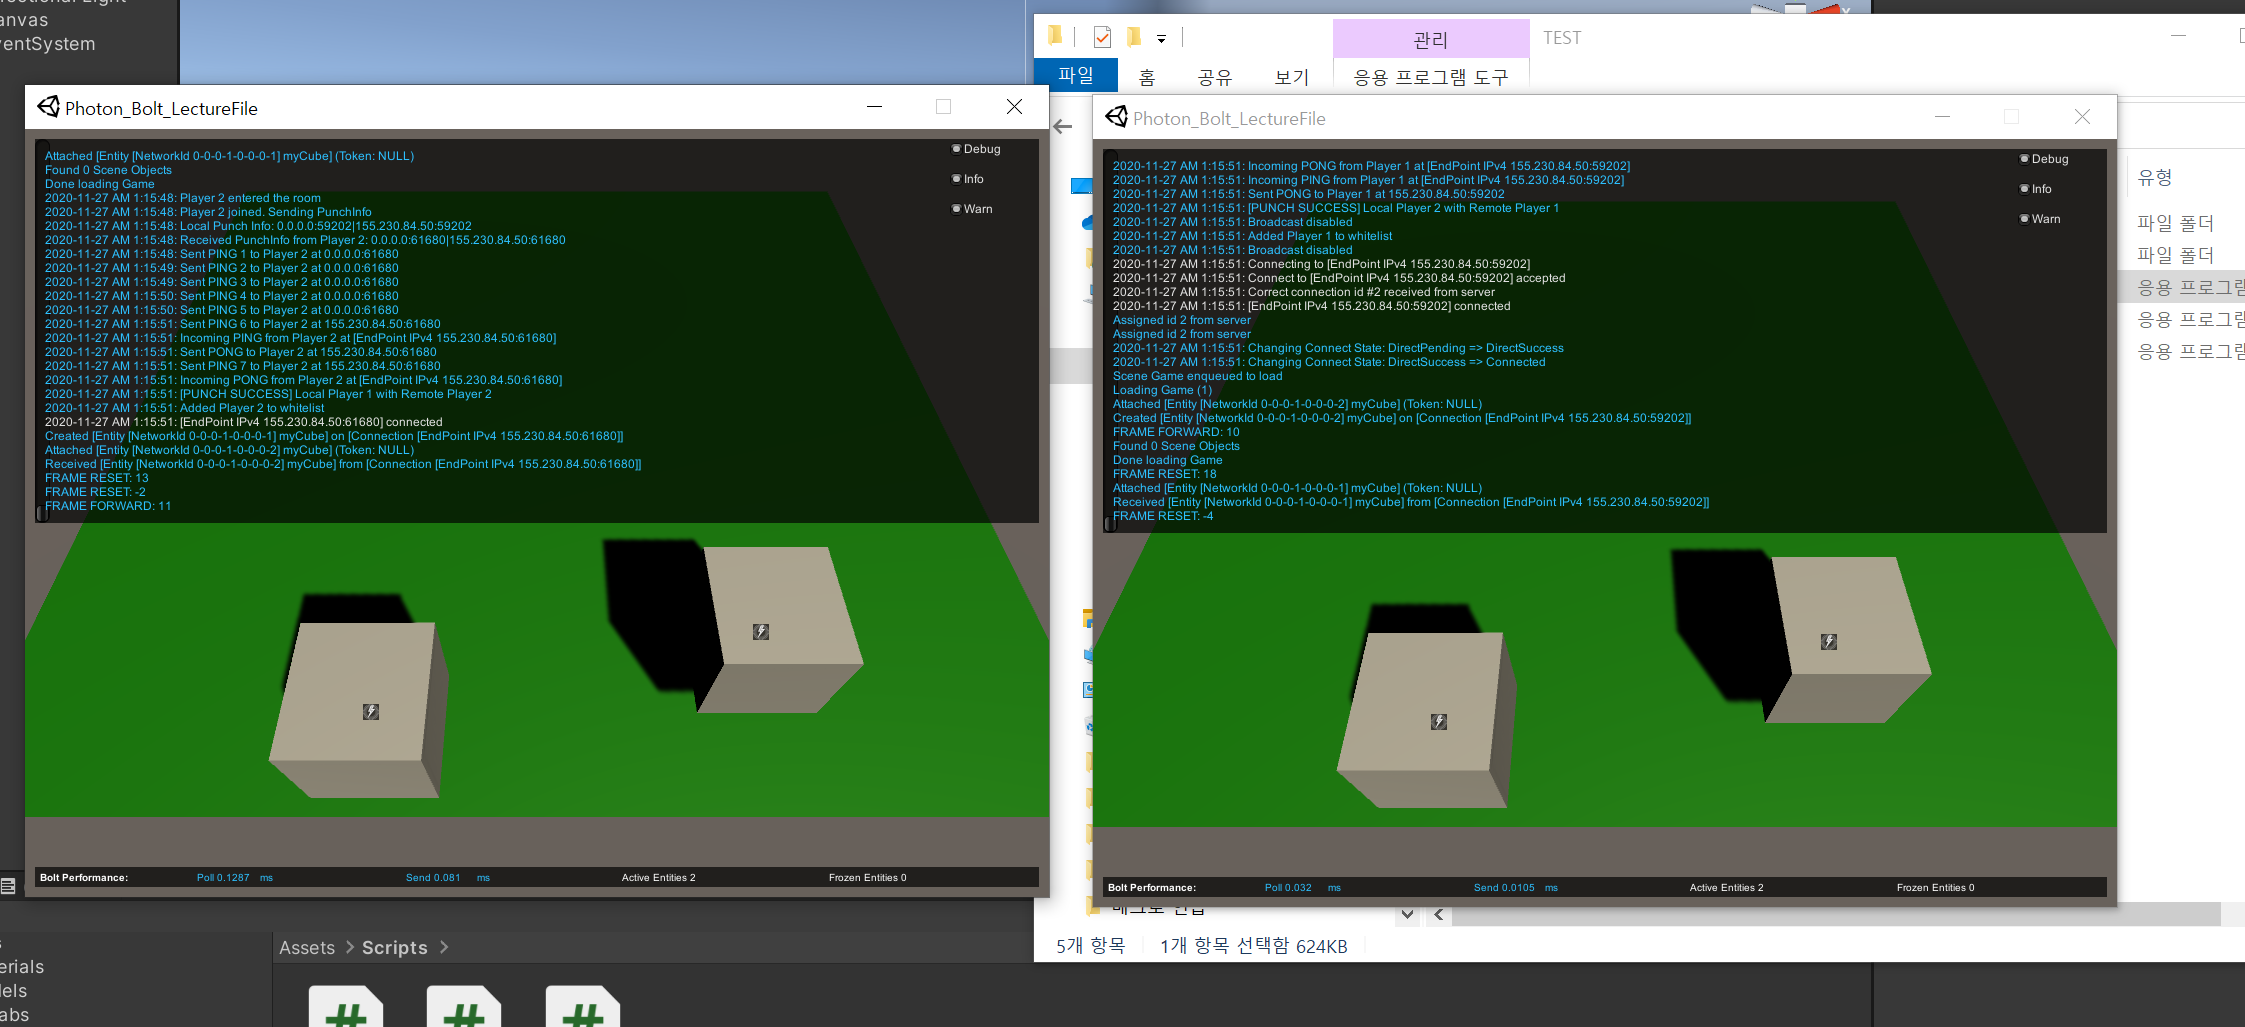 anvas
ventSystem
관리
TEST
파일
홈
공유
보기
응용 프로그램 도구
유형
파일 폴더
파일 폴더
응용 프로그램
응용 프로그램
응용 프로그램
Photon_Bolt_LectureFile
Attached [Entity [NetworkId 0-0-0-1-0-0-0-1] myCube] (Token: NULL)
Found 0 Scene Objects
Done loading Game
2020-11-27 AM 1:15:48: Player 2 entered the room
2020-11-27 AM 1:15:48: Player 2 joined. Sending PunchInfo
2020-11-27 AM 1:15:48: Local Punch Info: 0.0.0.0:59202|155.230.84.50:59202
2020-11-27 AM 1:15:48: Received PunchInfo from Player 2: 0.0.0.0:61680|155.230.84.50:61680
2020-11-27 AM 1:15:48: Sent PING 1 to Player 2 at 0.0.0.0:61680
2020-11-27 AM 1:15:49: Sent PING 2 to Player 2 at 0.0.0.0:61680
2020-11-27 AM 1:15:49: Sent PING 3 to Player 2 at 0.0.0.0:61680
2020-11-27 AM 1:15:50: Sent PING 4 to Player 2 at 0.0.0.0:61680
2020-11-27 AM 1:15:50: Sent PING 5 to Player 2 at 0.0.0.0:61680
2020-11-27 AM 1:15:51: Sent PING 6 to Player 2 at 155.230.84.50:61680
2020-11-27 AM 1:15:51: Incoming PING from Player 2 at [EndPoint IPv4 155.230.84.50:61680]
2020-11-27 AM 1:15:51: Sent PONG to Player 2 at 155.230.84.50:61680
2020-11-27 AM 1:15:51: Sent PING 7 to Player 2 at 155.230.84.50:61680
2020-11-27 AM 1:15:51: Incoming PONG from Player 2 at [EndPoint IPv4 155.230.84.50:61680]
2020-11-27 AM 1:15:51: [PUNCH SUCCESS] Local Player 1 with Remote Player 2
2020-11-27 AM 1:15:51: Added Player 2 to whitelist
2020-11-27 AM 1:15:51: [EndPoint IPv4 155.230.84.50:61680] connected
Created [Entity [NetworkId 0-0-0-1-0-0-0-1] myCube] on [Connection [EndPoint IPv4 155.230.84.50:61680]]
Attached [Entity [NetworkId 0-0-0-1-0-0-0-2] myCube] (Token: NULL)
Received [Entity [NetworkId 0-0-0-1-0-0-0-2] myCube] from [Connection [EndPoint IPv4 155.230.84.50:61680]]
FRAME RESET: 13
FRAME RESET: -2
FRAME FORWARD: 11
Debug
Info
Warn
Bolt Performance:
Poll 0.1287 ms
Send 0.081 ms
Active Entities 2
Frozen Entities 0
Photon_Bolt_LectureFile
2020-11-27 AM 1:15:51: Incoming PONG from Player 1 at [EndPoint IPv4 155.230.84.50:59202]
2020-11-27 AM 1:15:51: Incoming PING from Player 1 at [EndPoint IPv4 155.230.84.50:59202]
2020-11-27 AM 1:15:51: Sent PONG to Player 1 at 155.230.84.50:59202
2020-11-27 AM 1:15:51: [PUNCH SUCCESS] Local Player 2 with Remote Player 1
2020-11-27 AM 1:15:51: Broadcast disabled
2020-11-27 AM 1:15:51: Added Player 1 to whitelist
2020-11-27 AM 1:15:51: Broadcast disabled
2020-11-27 AM 1:15:51: Connecting to [EndPoint IPv4 155.230.84.50:59202]
2020-11-27 AM 1:15:51: Connect to [EndPoint IPv4 155.230.84.50:59202] accepted
2020-11-27 AM 1:15:51: Correct connection id #2 received from server
2020-11-27 AM 1:15:51: [EndPoint IPv4 155.230.84.50:59202] connected
Assigned id 2 from server
Assigned id 2 from server
2020-11-27 AM 1:15:51: Changing Connect State: DirectPending => DirectSuccess
2020-11-27 AM 1:15:51: Changing Connect State: DirectSuccess => Connected
Scene Game enqueued to load
Loading Game (1)
Attached [Entity [NetworkId 0-0-0-1-0-0-0-2] myCube] (Token: NULL)
Created [Entity [NetworkId 0-0-0-1-0-0-0-2] myCube] on [Connection [EndPoint IPv4 155.230.84.50:59202]]
FRAME FORWARD: 10
Found 0 Scene Objects
Done loading Game
FRAME RESET: 18
Attached [Entity [NetworkId 0-0-0-1-0-0-0-1] myCube] (Token: NULL)
Received [Entity [NetworkId 0-0-0-1-0-0-0-1] myCube] from [Connection [EndPoint IPv4 155.230.84.50:59202]]
FRAME RESET: -4
Debug
Info
Warn
Bolt Performance:
Poll 0.032 ms
Send 0.0105 ms
Active Entities 2
Frozen Entities 0
5개 항목
1개 항목 선택함 624KB
Assets > Scripts >
erials
lels
abs